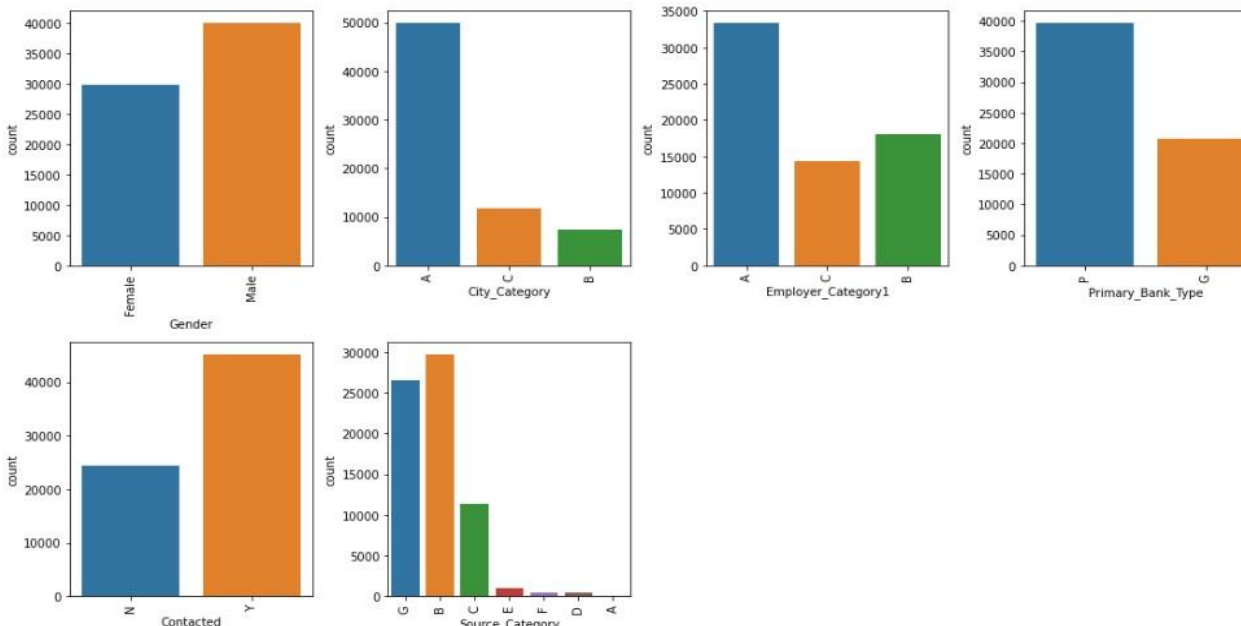 40000
35000
30000
25000
20000
15000
10000
5000
0
count
Female
Male
Gender
50000
40000
30000
20000
10000
0
count
A
C
B
City_Category
35000
30000
25000
20000
15000
10000
5000
0
count
A
C
B
Employer_Category1
40000
35000
30000
25000
20000
15000
10000
5000
0
count
P
G
Primary_Bank_Type
40000
30000
20000
10000
0
count
N
Y
Contacted
30000
25000
20000
15000
10000
5000
0
count
G
B
C
E
F
D
A
Source_Category